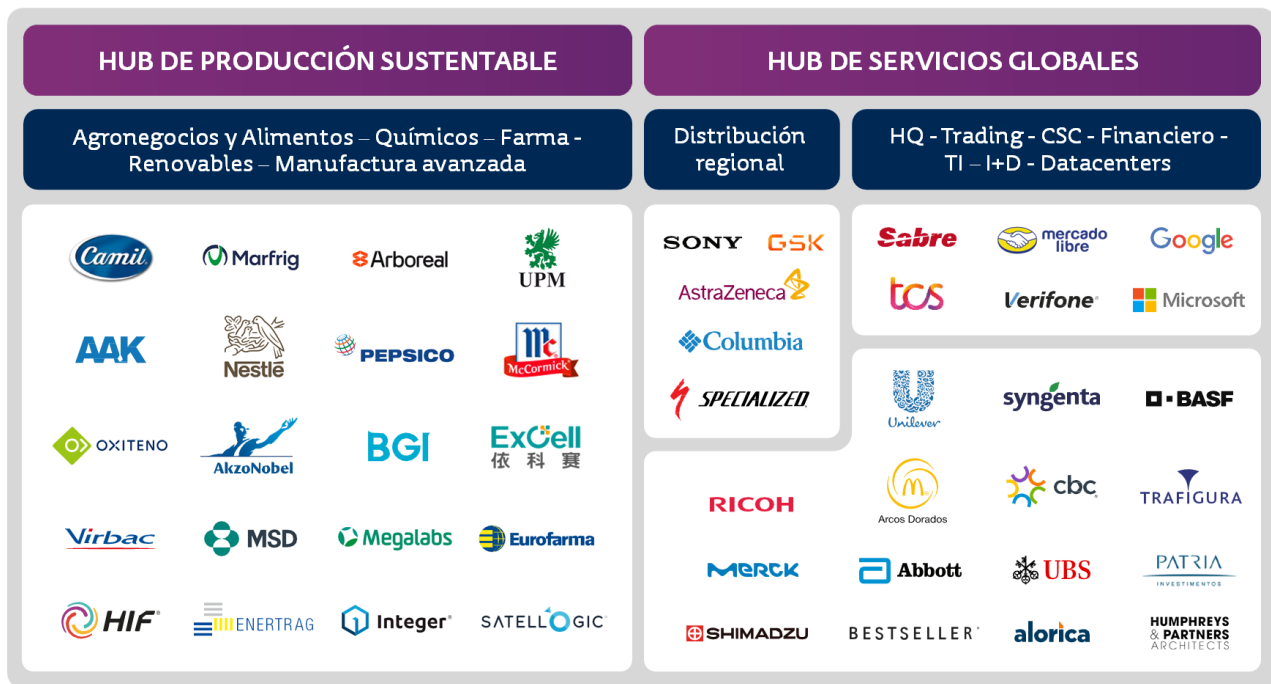 HUB DE PRODUCCIÓN SUSTENTABLE
HUB DE SERVICIOS GLOBALES
Agronegocios y Alimentos – Químicos – Farma -
Renovables – Manufactura avanzada
Distribución
regional
HQ - Trading - CSC - Financiero -
TI – I+D - Datacenters
Camil
Marfrig
Arboreal
UPM
AAK
Nestlé
PEPSICO
Mc
McCormick
OXITENO
AkzoNobel
BGI
ExCell
依科赛
Virbac
MSD
Megalabs
Eurofarma
HIF
ENERTRAG
Integer
SATELLOGIC
SONY
GSK
AstraZeneca
Columbia
SPECIALIZED
Sabre
mercado
libre
Google
tcs
Verifone
Microsoft
Unilever
syngenta
BASF
RICOH
Arcos Dorados
cbc
TRAFIGURA
MERCK
Abbott
UBS
PATRIA
INVESTIMENTOS
SHIMADZU
BESTSELLER
alorica
HUMPHREYS
& PARTNERS
ARCHITECTS